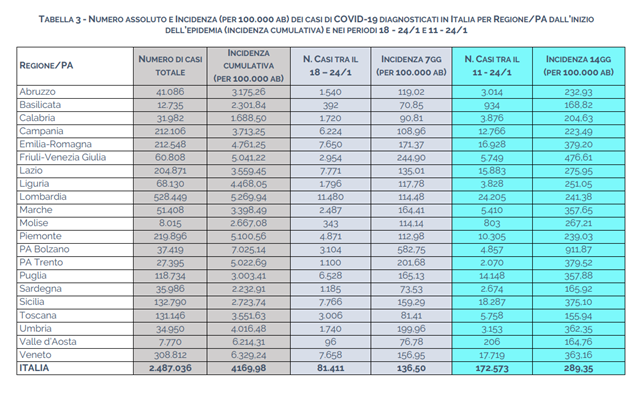 TABELLA 3 - NUMERO ASSOLUTO E INCIDENZA (PER 100.000 AB) DEI CASI DI COVID-19 DIAGNOSTICATI IN ITALIA PER REGIONE/PA DALL'INIZIO
DELL'EPIDEMIA (INCIDENZA CUMULATIVA) E NEI PERIODI 18 - 24/1 E 11 - 24/1
REGIONE/PA NUMERO DI CASI TOTALE INCIDENZA CUMULATIVA (PER 100.000 AB) N. CASI TRA IL 18 – 24/1 INCIDENZA 7GG (PER 100.000 AB) N. CASI TRA IL 11 - 24/1 INCIDENZA 14GG (PER 100.000 AB)
Abruzzo 41.086 3.175,26 1.540 119,02 3.014 232,93
Basilicata 12.735 2.301,84 392 70,85 934 168,82
Calabria 31.982 1.688,50 1.720 90,81 3.876 204,63
Campania 212.106 3.713,25 6.224 108,96 12.766 223,49
Emilia-Romagna 212.548 4.761,25 7.650 171,37 16.928 379,20
Friuli-Venezia Giulia 60.808 5.041,22 2.954 244,90 5.749 476,61
Lazio 204.871 3.559,45 7.771 135,01 15.883 275,95
Liguria 68.130 4.468,05 1.796 117,78 3.828 251,05
Lombardia 528.449 5.269,94 11.480 114,48 24.205 241,38
Marche 51.408 3.398,49 2.487 164,41 5.410 357,65
Molise 8.015 2.667,08 343 114,14 803 267,21
Piemonte 219.896 5.100,56 4.871 112,98 10.305 239,03
PA Bolzano 37.419 7.025,14 3.104 582,75 4.857 911,87
PA Trento 27.395 5.022,69 1.100 201,68 2.070 379,52
Puglia 118.734 3.003,41 6.528 165,13 14.148 357,88
Sardegna 35.986 2.232,91 1.185 73,53 2.674 165,92
Sicilia 132.790 2.723,74 7.766 159,29 18.287 375,10
Toscana 131.146 3.551,63 3.006 81,41 5.758 155,94
Umbria 34.950 4.016,48 1.740 199,96 3.153 362,35
Valle d'Aosta 7.770 6.214,31 96 76,78 206 164,76
Veneto 308.812 6.329,24 7.658 156,95 17.719 363,16
ITALIA 2.487.036 4169,98 81.411 136,50 172.573 289,35